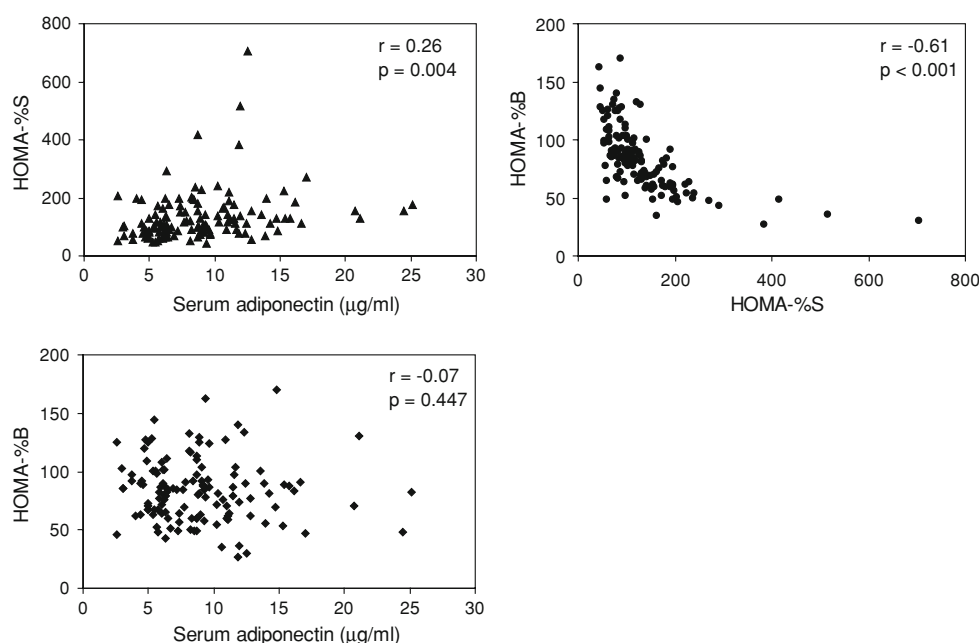 800
600
400
200
0
HOMA-%S
r = 0.26
p = 0.004
0 5 10 15 20 25 30
Serum adiponectin (µg/ml)
200
150
100
50
0
HOMA-%B
r = -0.61
p < 0.001
0 200 400 600 800
HOMA-%S
200
150
100
50
0
HOMA-%B
r = -0.07
p = 0.447
0 5 10 15 20 25 30
Serum adiponectin (µg/ml)